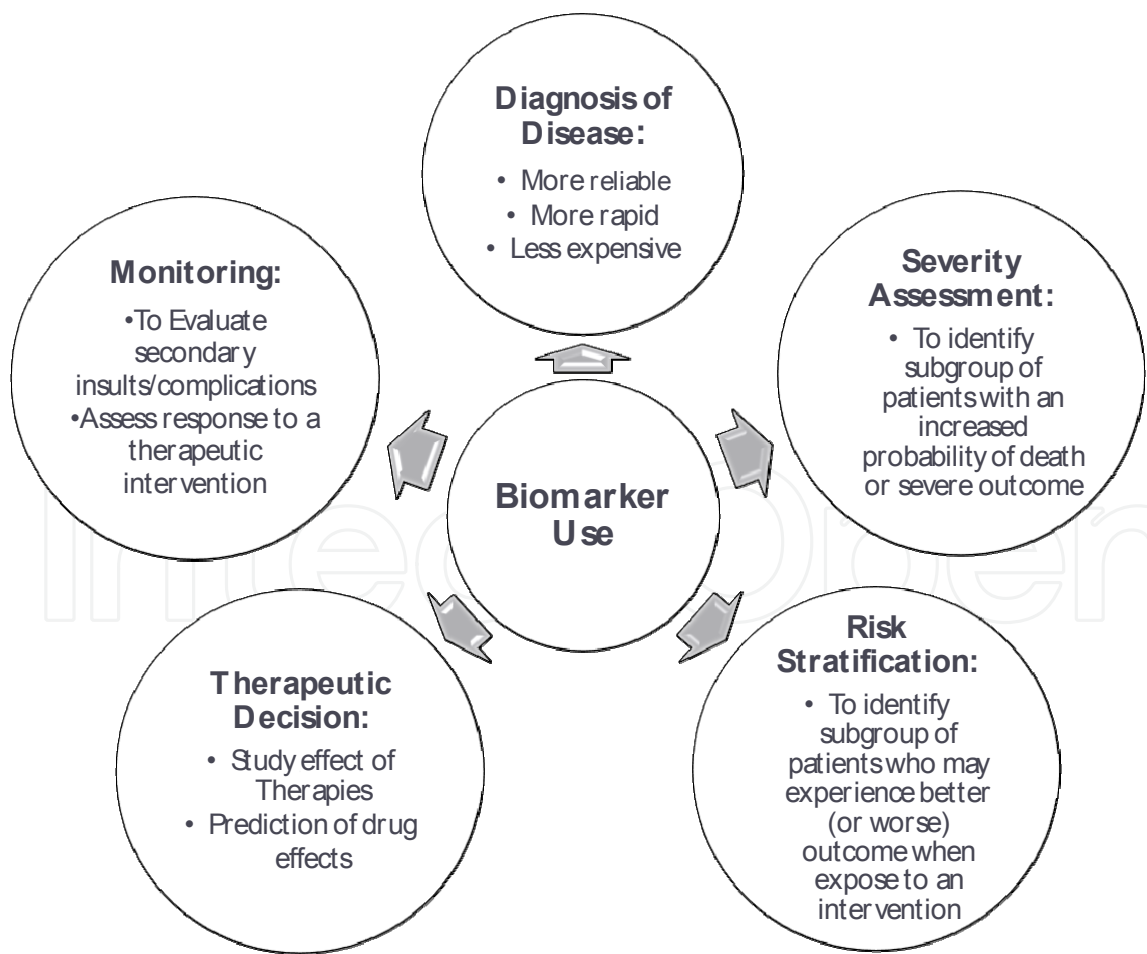 Diagnosis of
Disease:
• More reliable
• More rapid
• Less expensive
Monitoring:
•To Evaluate
secondary
insults/complications
•Assess response to a
therapeutic
intervention
Severity
Assessment:
• To identify
subgroup of
patients with an
increased
probability of death
or severe outcome
Biomarker
Use
Therapeutic
Decision:
• Study effect of
Therapies
• Prediction of drug
effects
Risk
Stratification:
• To identify
subgroup of
patients who may
experience better
(or worse)
outcome when
expose to an
intervention